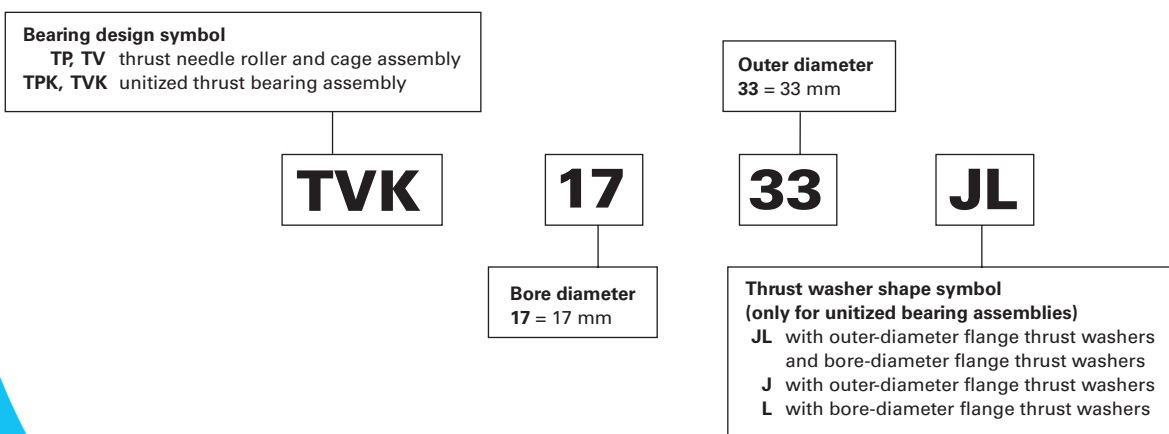 Bearing design symbol
TP, TV thrust needle roller and cage assembly
TPK, TVK unitized thrust bearing assembly
Outer diameter
33 = 33 mm
TVK 17 33 JL
Bore diameter
17 = 17 mm
Thrust washer shape symbol
(only for unitized bearing assemblies)
JL with outer-diameter flange thrust washers
and bore-diameter flange thrust washers
J with outer-diameter flange thrust washers
L with bore-diameter flange thrust washers